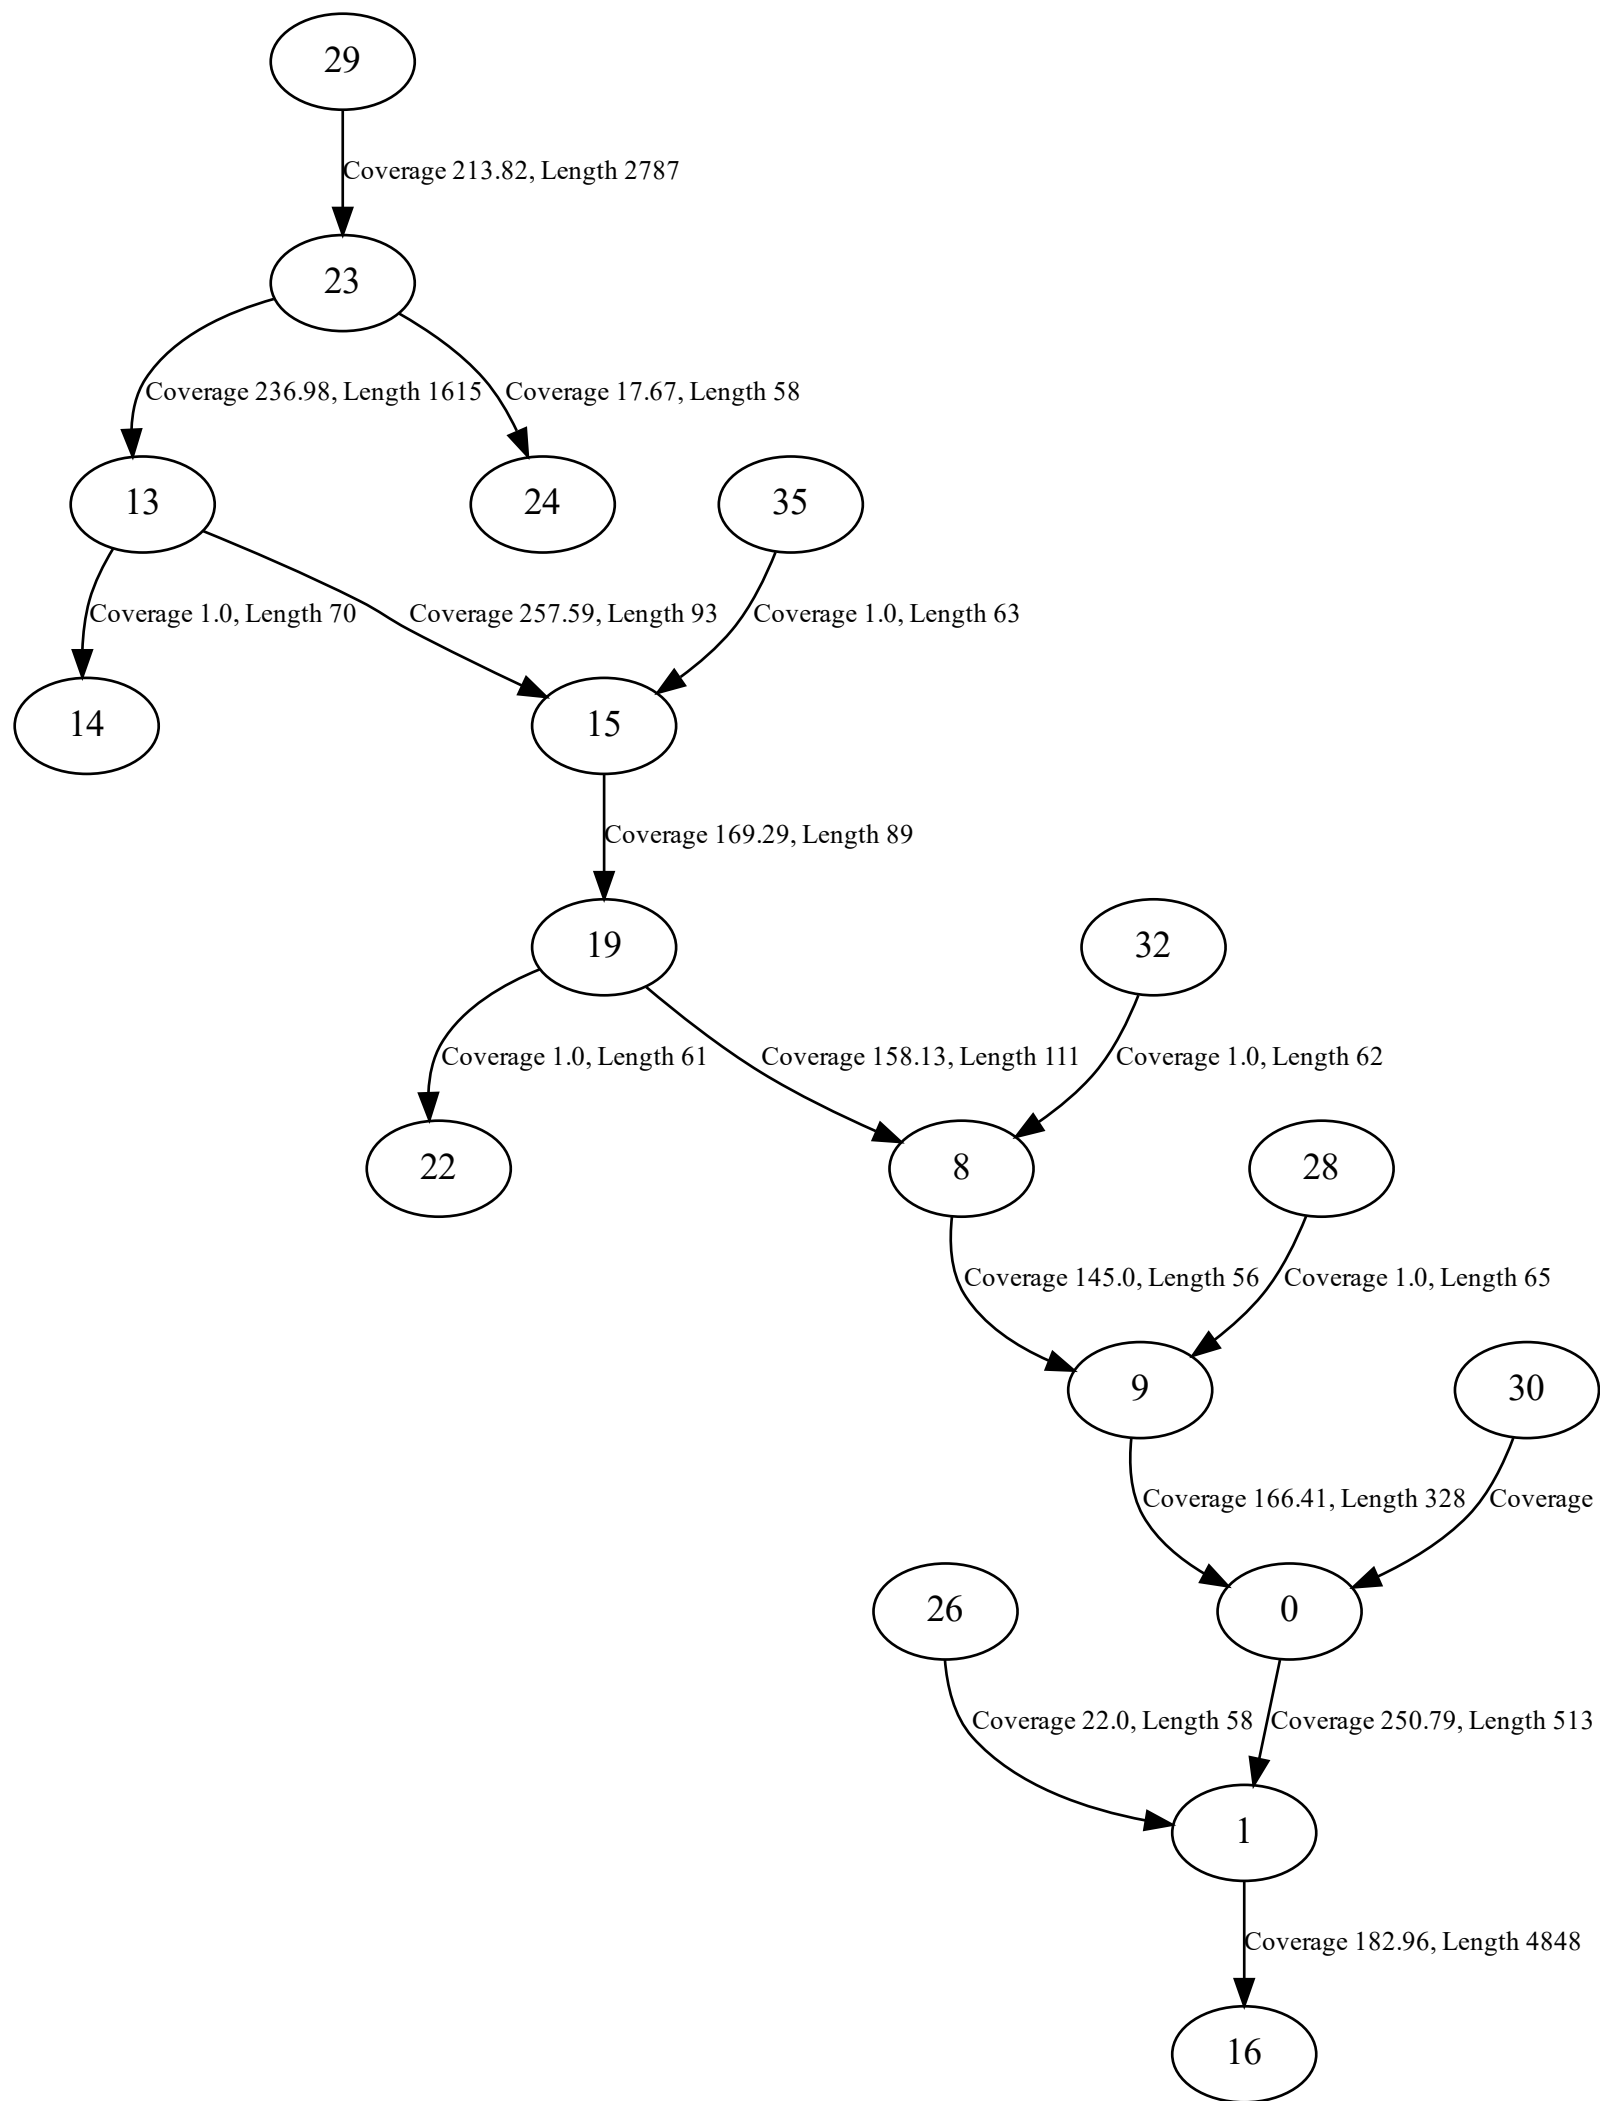 29
Coverage 213.82, Length 2787
23
Coverage 236.98, Length 1615
Coverage 17.67, Length 58
13
24
35
Coverage 1.0, Length 70
Coverage 257.59, Length 93
Coverage 1.0, Length 63
14
15
Coverage 169.29, Length 89
19
32
Coverage 1.0, Length 61
Coverage 158.13, Length 111
Coverage 1.0, Length 62
22
8
28
Coverage 145.0, Length 56
Coverage 1.0, Length 65
9
30
Coverage 166.41, Length 328
Coverage
26
0
Coverage 22.0, Length 58
Coverage 250.79, Length 513
1
Coverage 182.96, Length 4848
16